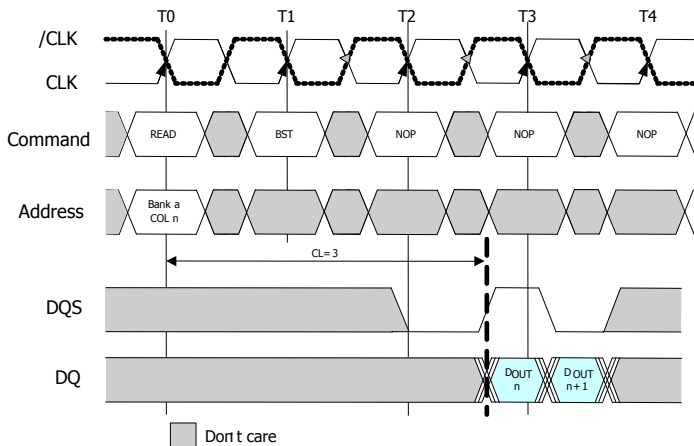 T0 T1 T2 T3 T4
/CLK
CLK
Command READ BST NOP NOP NOP
Address Bank a
COL n
CL=3
DQS
DQ DOUT
n DOUT
n+1
Don't care